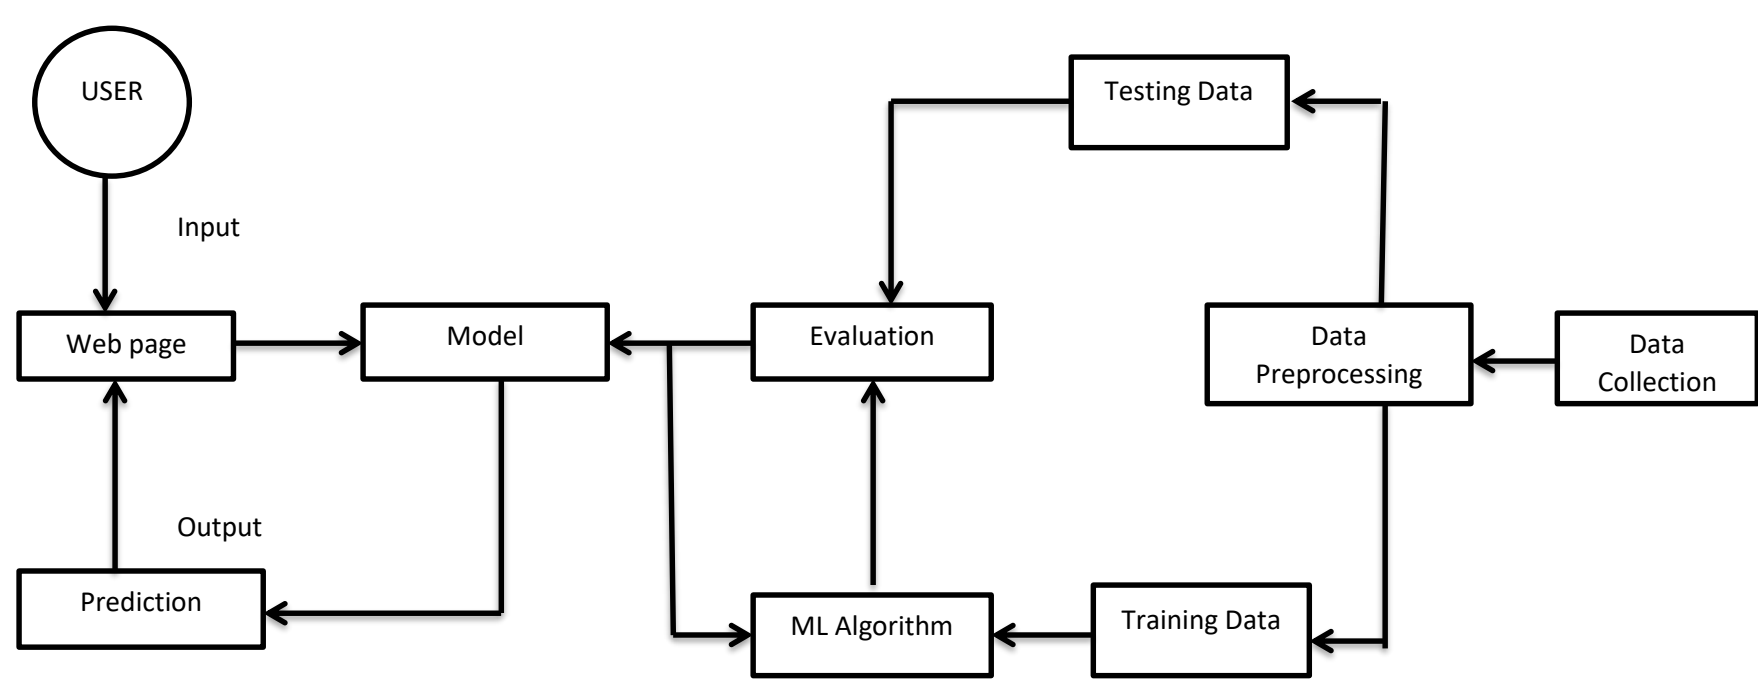 USER
Testing Data
Input
Web page
Model
Evaluation
Data
Preprocessing
Data
Collection
Output
Prediction
ML Algorithm
Training Data